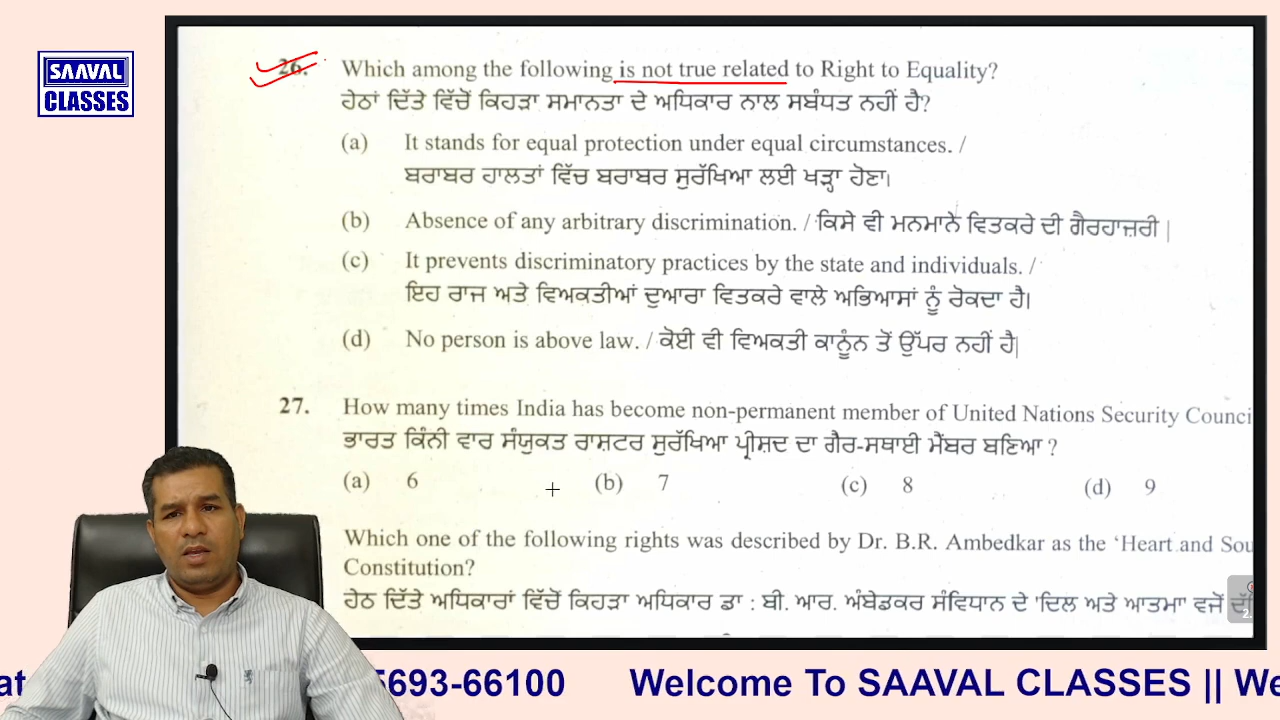 SAAVAL
CLASSES
26. Which among the following is not true related to Right to Equality?
ਹੇਠਾਂ ਦਿੱਤੇ ਵਿੱਚੋਂ ਕਿਹੜਾ ਸਮਾਨਤਾ ਦੇ ਅਧਿਕਾਰ ਨਾਲ ਸਬੰਧਤ ਨਹੀਂ ਹੈ?
(a) It stands for equal protection under equal circumstances. /
ਬਰਾਬਰ ਹਾਲਤਾਂ ਵਿੱਚ ਬਰਾਬਰ ਸੁਰੱਖਿਆ ਲਈ ਖੜ੍ਹਾ ਹੋਣਾ।
(b) Absence of any arbitrary discrimination. / ਕਿਸੇ ਵੀ ਮਨਮਾਨੇ ਵਿਤਕਰੇ ਦੀ ਗੈਰਹਾਜ਼ਰੀ |
(c) It prevents discriminatory practices by the state and individuals. /
ਇਹ ਰਾਜ ਅਤੇ ਵਿਅਕਤੀਆਂ ਦੁਆਰਾ ਵਿਤਕਰੇ ਵਾਲੇ ਅਭਿਆਸਾਂ ਨੂੰ ਰੋਕਦਾ ਹੈ।
(d) No person is above law. / ਕੋਈ ਵੀ ਵਿਅਕਤੀ ਕਾਨੂੰਨ ਤੋਂ ਉੱਪਰ ਨਹੀਂ ਹੈ|
27. How many times India has become non-permanent member of United Nations Security Counci
ਭਾਰਤ ਕਿੰਨੀ ਵਾਰ ਸੰਯੁਕਤ ਰਾਸ਼ਟਰ ਸੁਰੱਖਿਆ ਪ੍ਰੀਸ਼ਦ ਦਾ ਗੈਰ-ਸਥਾਈ ਮੈਂਬਰ ਬਣਿਆ ?
(a) 6 (b) 7 (c) 8 (d) 9
Which one of the following rights was described by Dr. B.R. Ambedkar as the ‘Heart and Sou
Constitution?
ਹੇਠ ਦਿੱਤੇ ਅਧਿਕਾਰਾਂ ਵਿੱਚੋਂ ਕਿਹੜਾ ਅਧਿਕਾਰ ਡਾ : ਬੀ. ਆਰ. ਅੰਬੇਡਕਰ ਸੰਵਿਧਾਨ ਦੇ 'ਦਿਲ ਅਤੇ ਆਤਮਾ' ਵਜੋਂ
at 5693-66100 Welcome To SAAVAL CLASSES || We